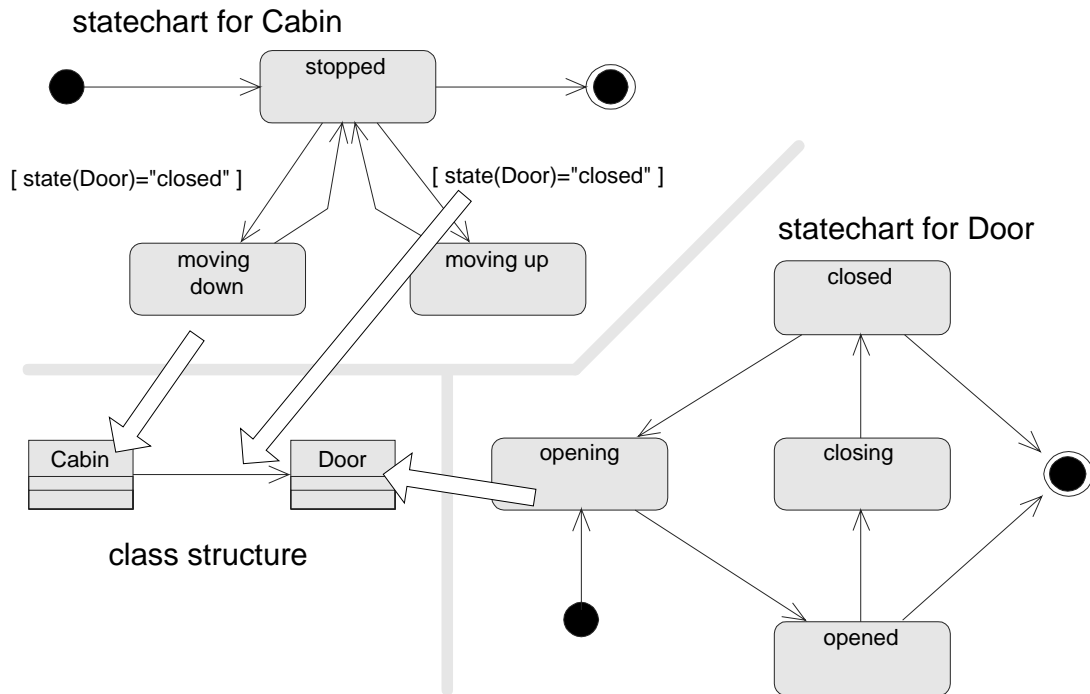 statechart for Cabin
stopped
[ state(Door)="closed" ]
[ state(Door)="closed" ]
moving
down
moving up
statechart for Door
closed
opening
closing
opened
Cabin
Door
class structure